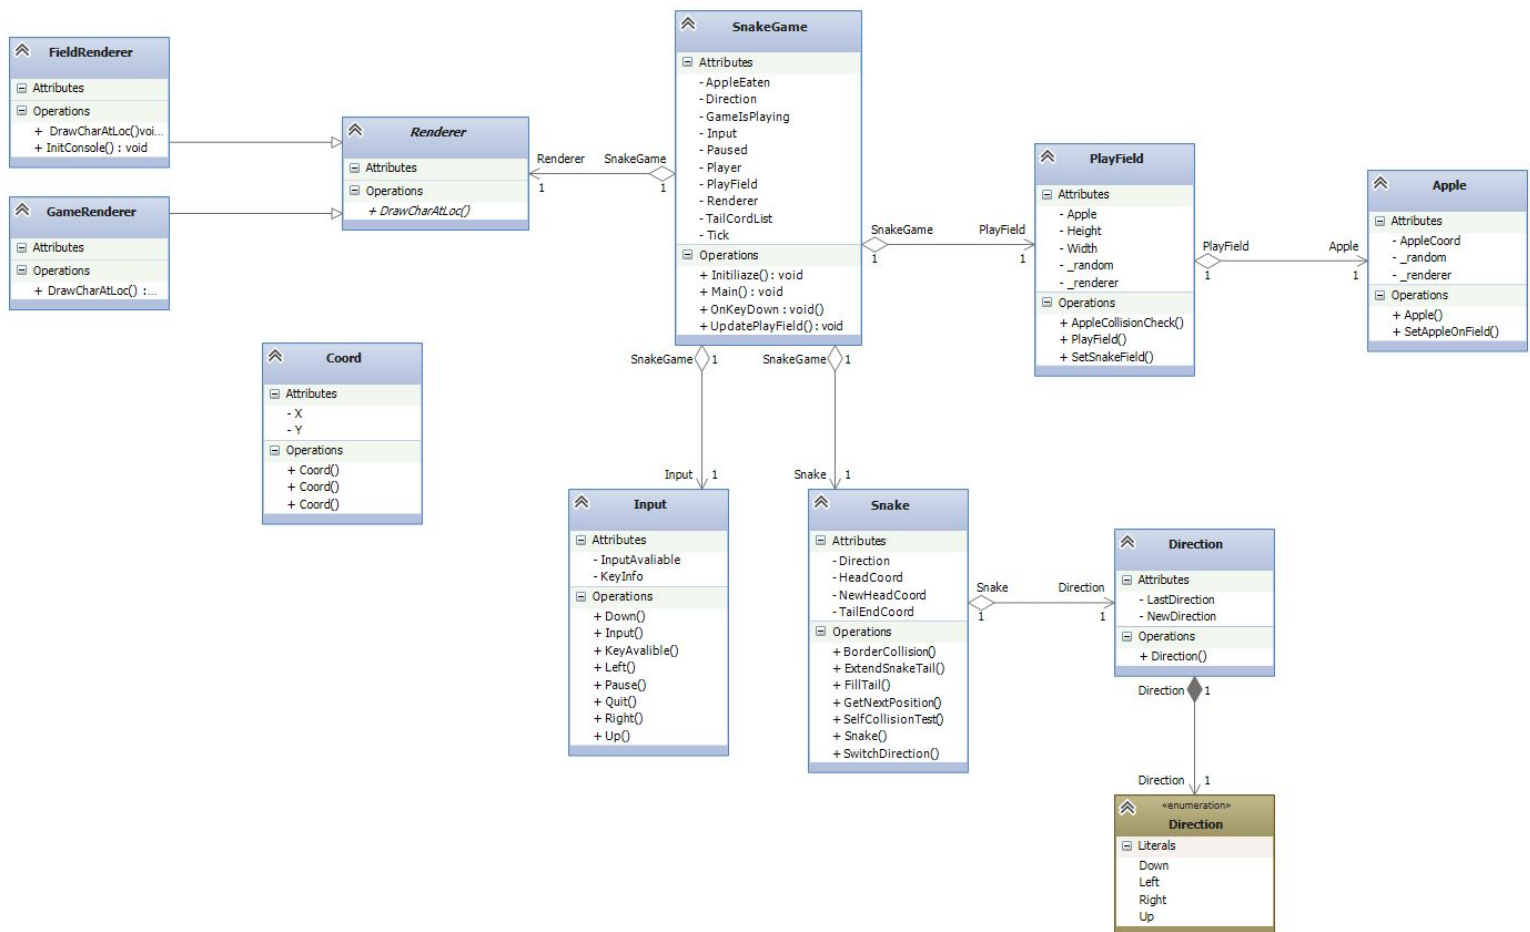 FieldRenderer
Attributes
Operations
+ DrawCharAtLoc()voi...
+ InitConsole() : void
GameRenderer
Attributes
Operations
+ DrawCharAtLoc() :...
Renderer
Attributes
Operations
+ DrawCharAtLoc()
Renderer
1
SnakeGame
1
SnakeGame
Attributes
- AppleEaten
- Direction
- GameIsPlaying
- Input
- Paused
- Player
- PlayField
- Renderer
- TailCordList
- Tick
Operations
+ Initiliaze() : void
+ Main() : void
+ OnKeyDown : void()
+ UpdatePlayField() : void
SnakeGame
1
PlayField
1
PlayField
Attributes
- Apple
- Height
- Width
- _random
- _renderer
Operations
+ AppleCollisionCheck()
+ PlayField()
+ SetSnakeField()
PlayField
1
Apple
1
Apple
Attributes
- AppleCoord
- _random
- _renderer
Operations
+ Apple()
+ SetAppleOnField()
Coord
Attributes
- X
- Y
Operations
+ Coord()
+ Coord()
+ Coord()
SnakeGame 1
Input 1
SnakeGame 1
Snake 1
Input
Attributes
- InputAvaliable
- KeyInfo
Operations
+ Down()
+ Input()
+ KeyAvalible()
+ Left()
+ Pause()
+ Quit()
+ Right()
+ Up()
Snake
Attributes
- Direction
- HeadCoord
- NewHeadCoord
- TailEndCoord
Operations
+ BorderCollision()
+ ExtendSnakeTail()
+ FillTail()
+ GetNextPosition()
+ SelfCollisionTest()
+ Snake()
+ SwitchDirection()
Snake
1
Direction
1
Direction
Attributes
- LastDirection
- NewDirection
Operations
+ Direction()
Direction 1
Direction 1
«enumeration»
Direction
Literals
Down
Left
Right
Up